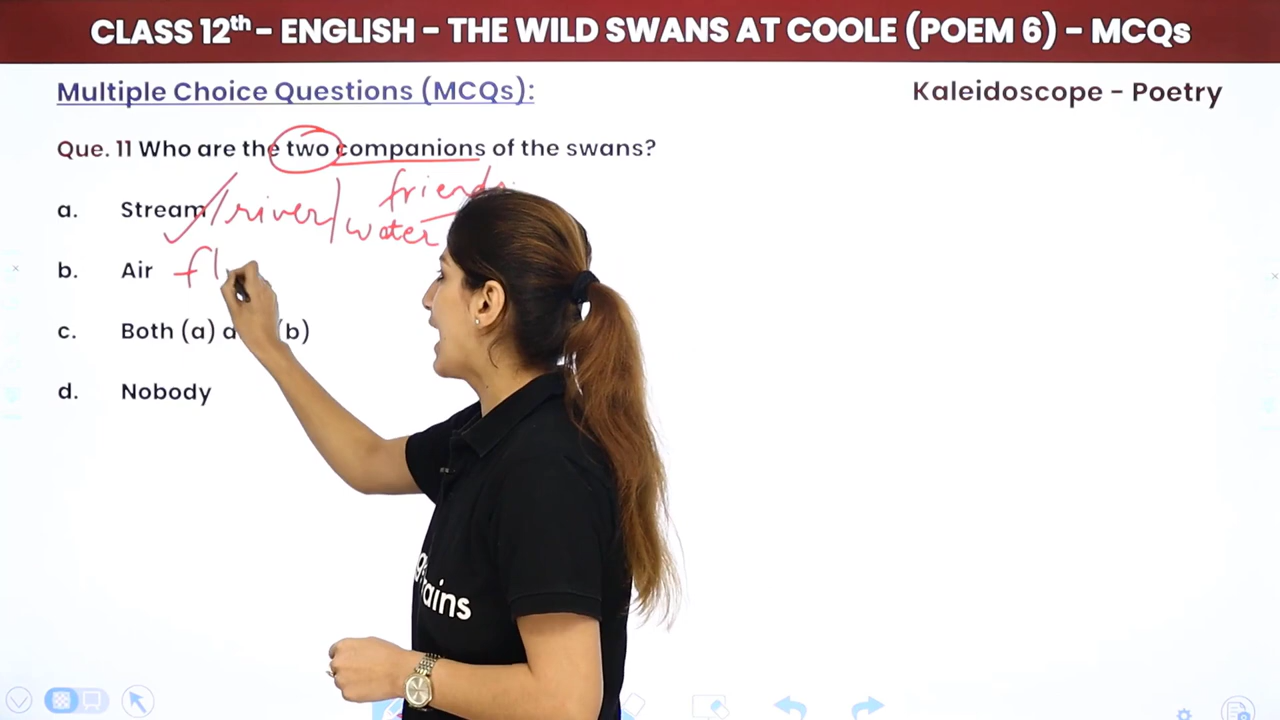 CLASS 12th – ENGLISH – THE WILD SWANS AT COOLE (POEM 6) – MCQs
Multiple Choice Questions (MCQs):
Kaleidoscope – Poetry
Que. 11 Who are the two companions of the swans?
friends
a. Stream /river/ water
b. Air fl
c. Both (a) (b)
d. Nobody